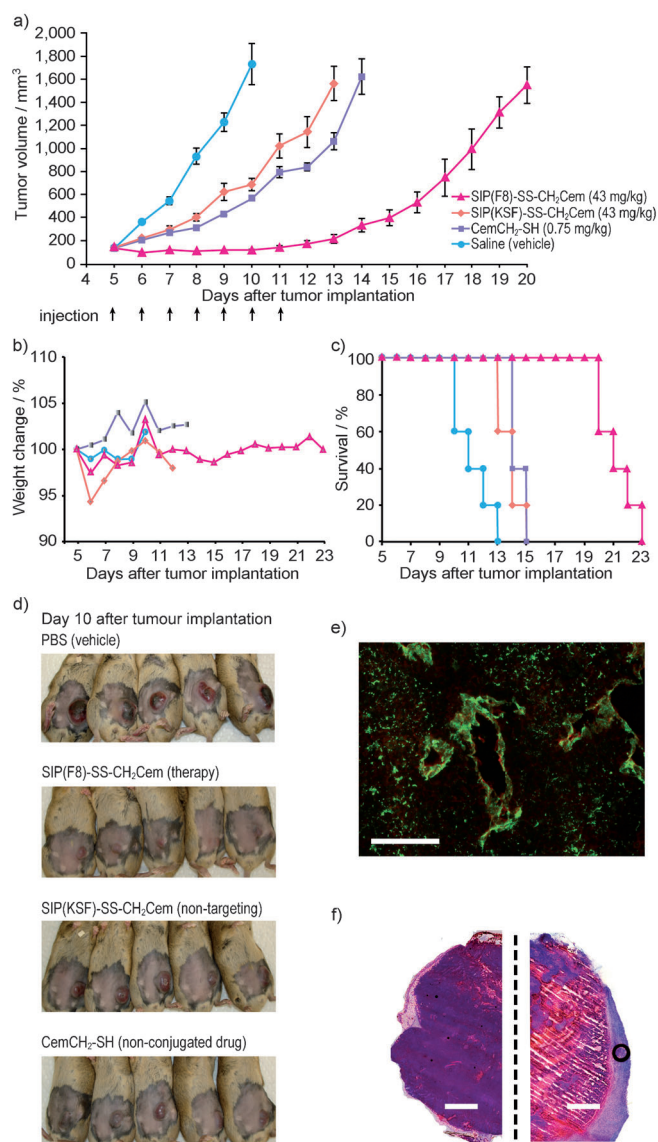 a)
1,800
1,600
1,400
1,200
1,000
800
600
400
200
0
Tumor volume / mm³
SIP(F8)-SS-CH₂Cem (43 mg/kg)
SIP(KSF)-SS-CH₂Cem (43 mg/kg)
CemCH₂-SH (0.75 mg/kg)
Saline (vehicle)
4 5 6 7 8 9 10 11 12 13 14 15 16 17 18 19 20
Days after tumor implantation
injection
b)
110
105
100
95
90
Weight change / %
5 7 9 11 13 15 17 19 21 23
Days after tumor implantation
c)
100
80
60
40
20
0
Survival / %
5 7 9 11 13 15 17 19 21 23
Days after tumor implantation
d) Day 10 after tumour implantation
PBS (vehicle)
SIP(F8)-SS-CH₂Cem (therapy)
SIP(KSF)-SS-CH₂Cem (non-targeting)
CemCH₂-SH (non-conjugated drug)
e)
f)